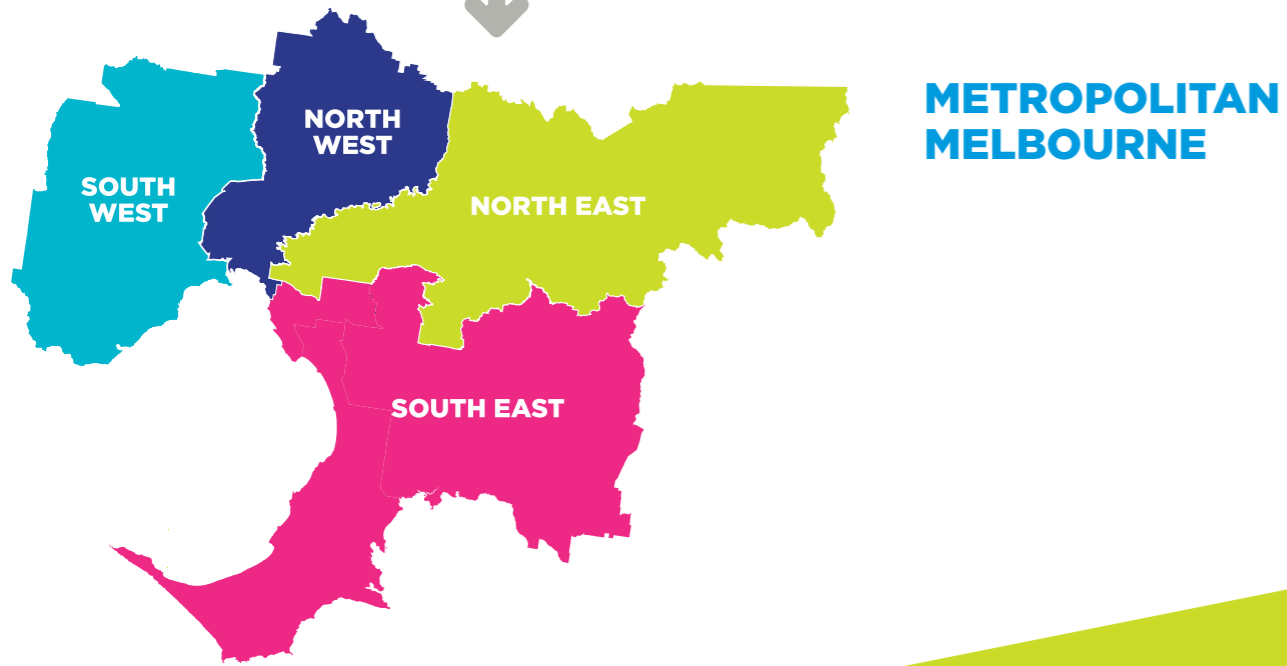 METROPOLITAN
MELBOURNE
NORTH
WEST
SOUTH
WEST
NORTH EAST
SOUTH EAST